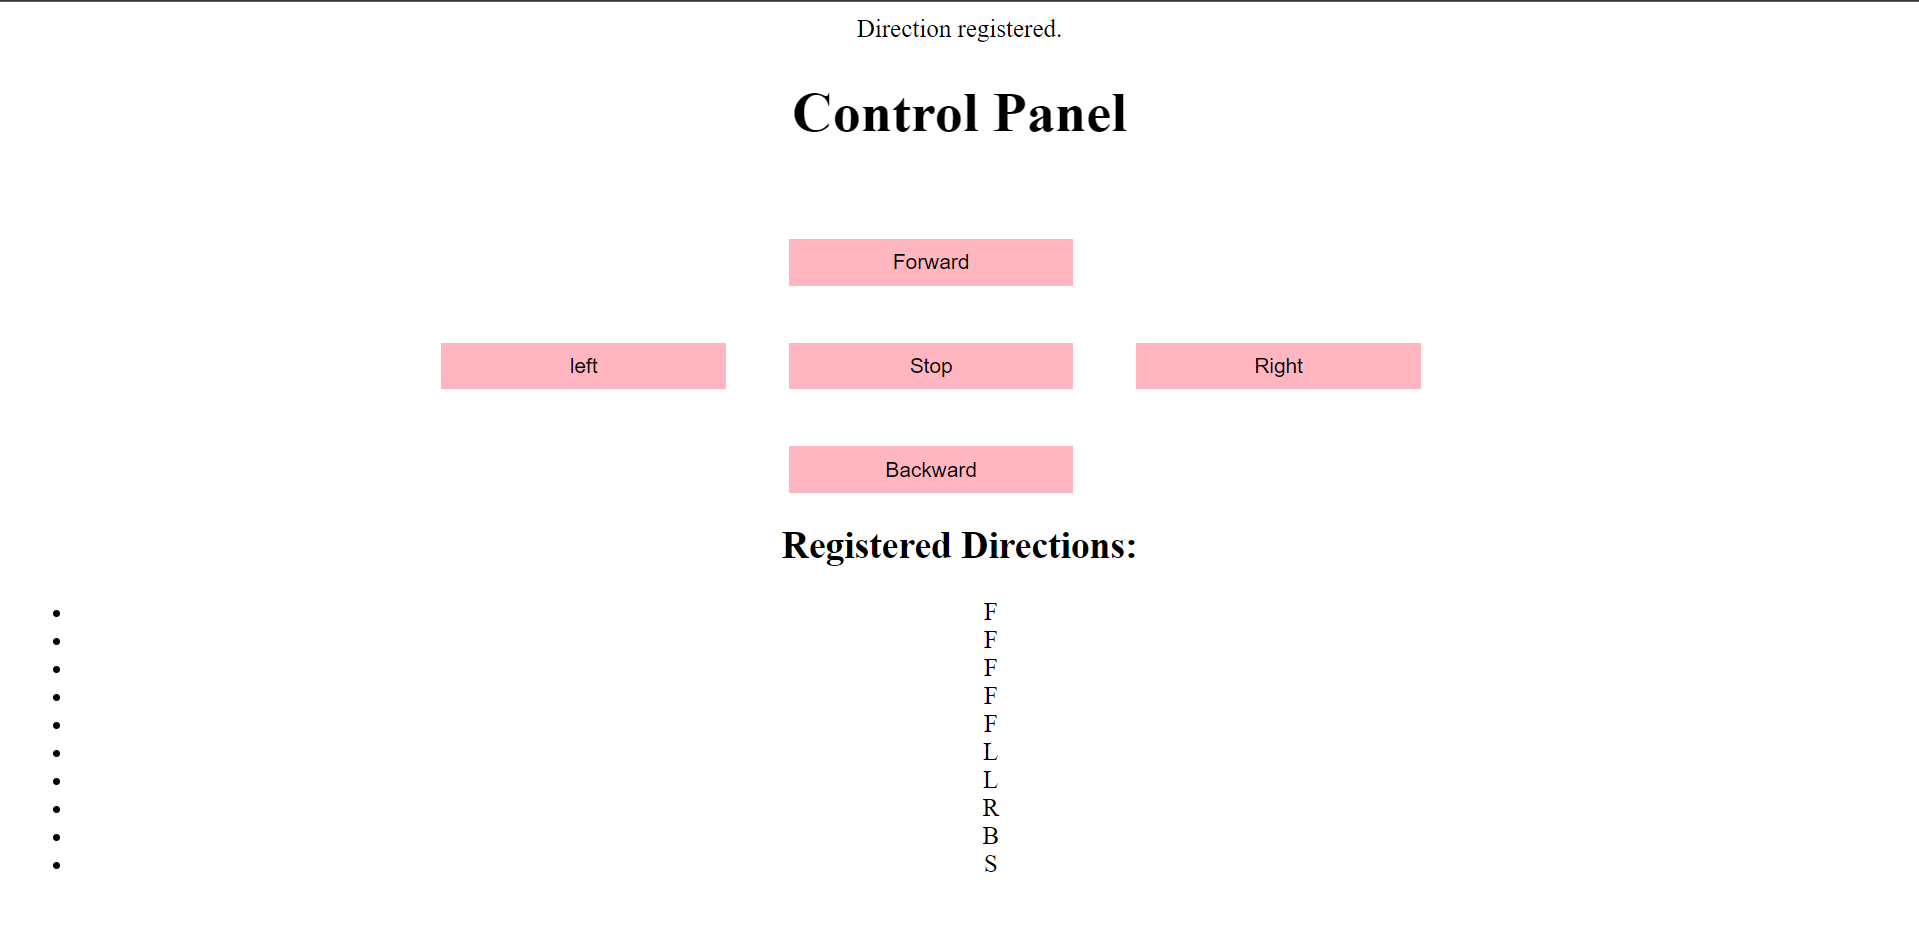 Direction registered.
Control Panel
Forward
left Stop Right
Backward
Registered Directions:
F
F
F
F
F
L
L
R
B
S